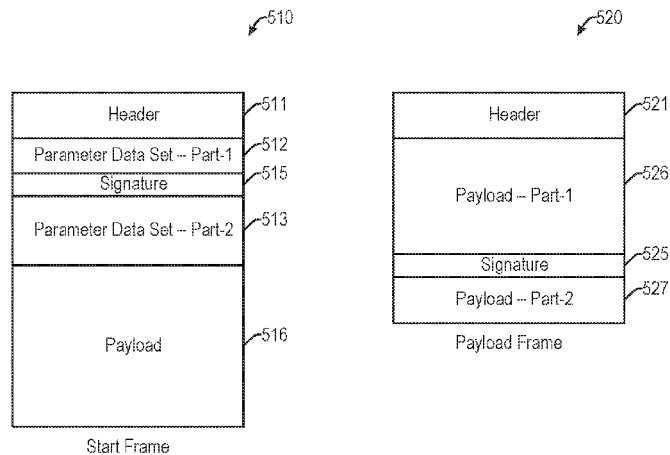 510
Header
511
Parameter Data Set – Part-1
512
Signature
515
Parameter Data Set – Part-2
513
Payload
516
Start Frame
520
Header
521
Payload – Part-1
526
Signature
525
Payload – Part-2
527
Payload Frame